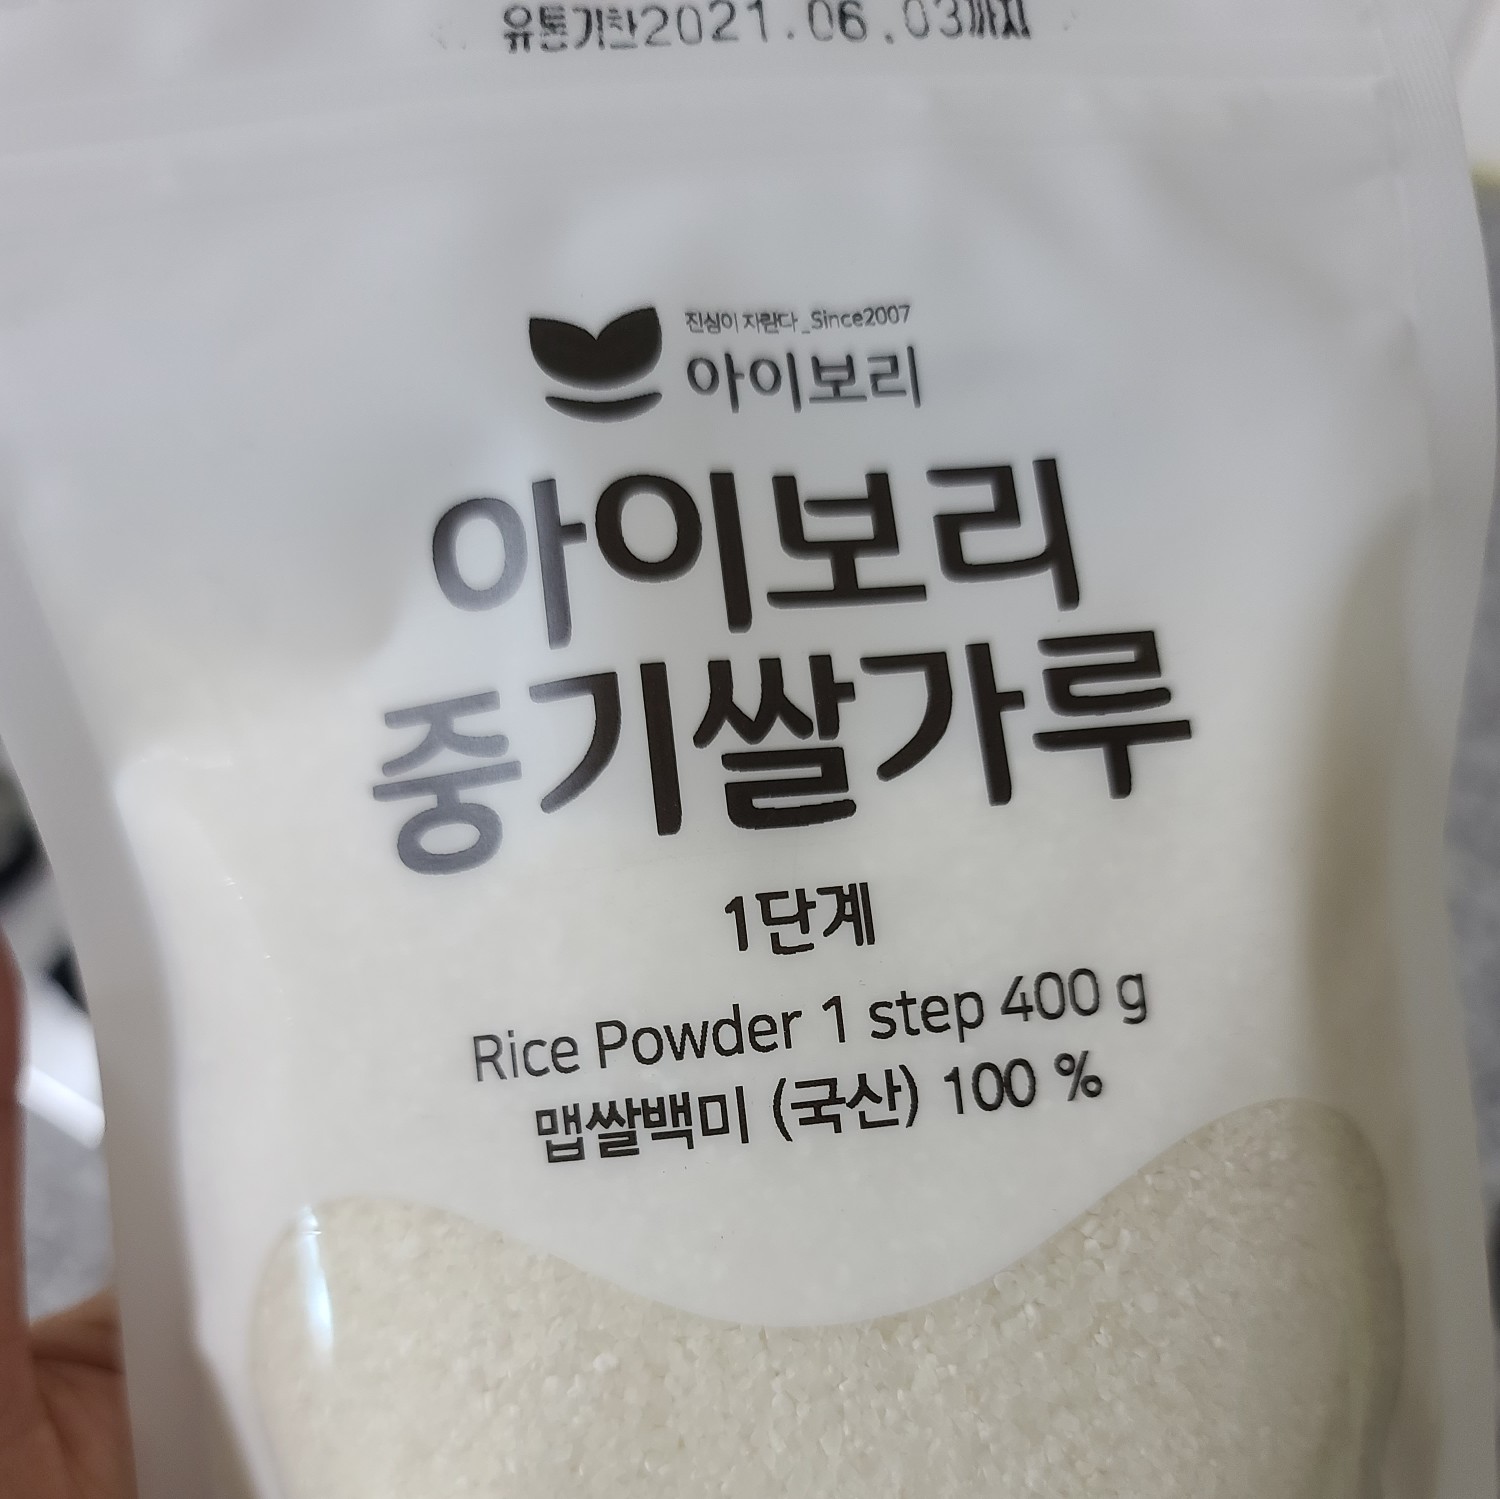 유통기한2021.06.03까지
진심이 자란다_Since2007
아이보리
아이보리
중기쌀가루
1단계
Rice Powder 1 step 400 g
맵쌀백미 (국산) 100 %